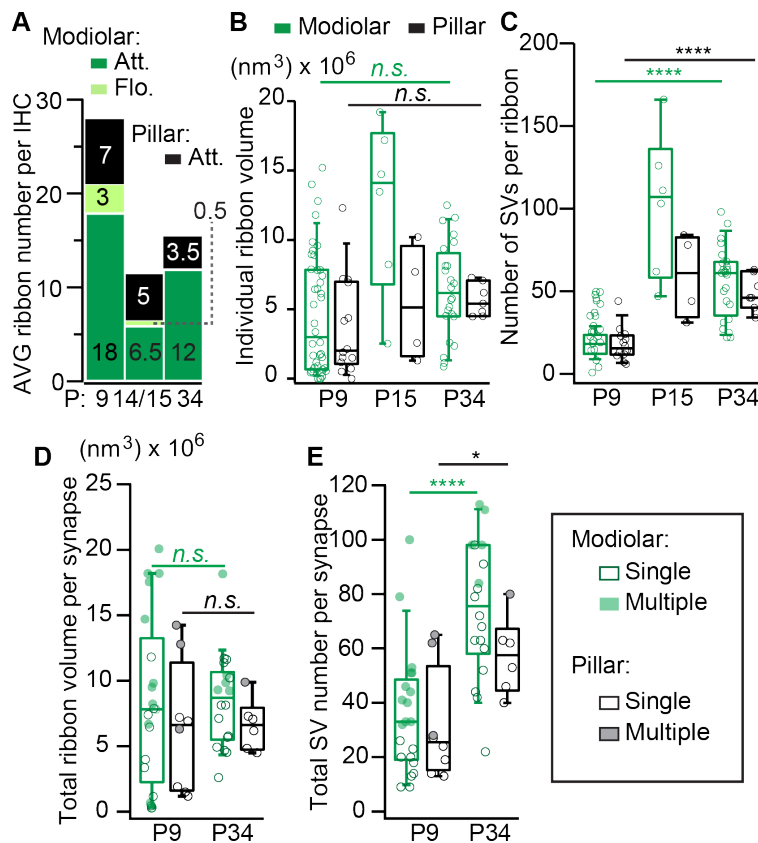 A
Modiolar:
Att.
Flo.
Pillar:
Att.
AVG ribbon number per IHC
30
20
10
0
7
3
18
5
6.5
3.5
12
0.5
P: 9 14/15 34
B
Modiolar Pillar
(nm³) x 10⁶
n.s.
n.s.
Individual ribbon volume
20
15
10
5
0
P9 P15 P34
C
****
****
Number of SVs per ribbon
200
150
100
50
0
P9 P15 P34
D
(nm³) x 10⁶
n.s.
n.s.
Total ribbon volume per synapse
25
20
15
10
5
0
P9 P34
E
*
****
Total SV number per synapse
120
100
80
60
40
20
0
P9 P34
Modiolar:
Single
Multiple
Pillar:
Single
Multiple